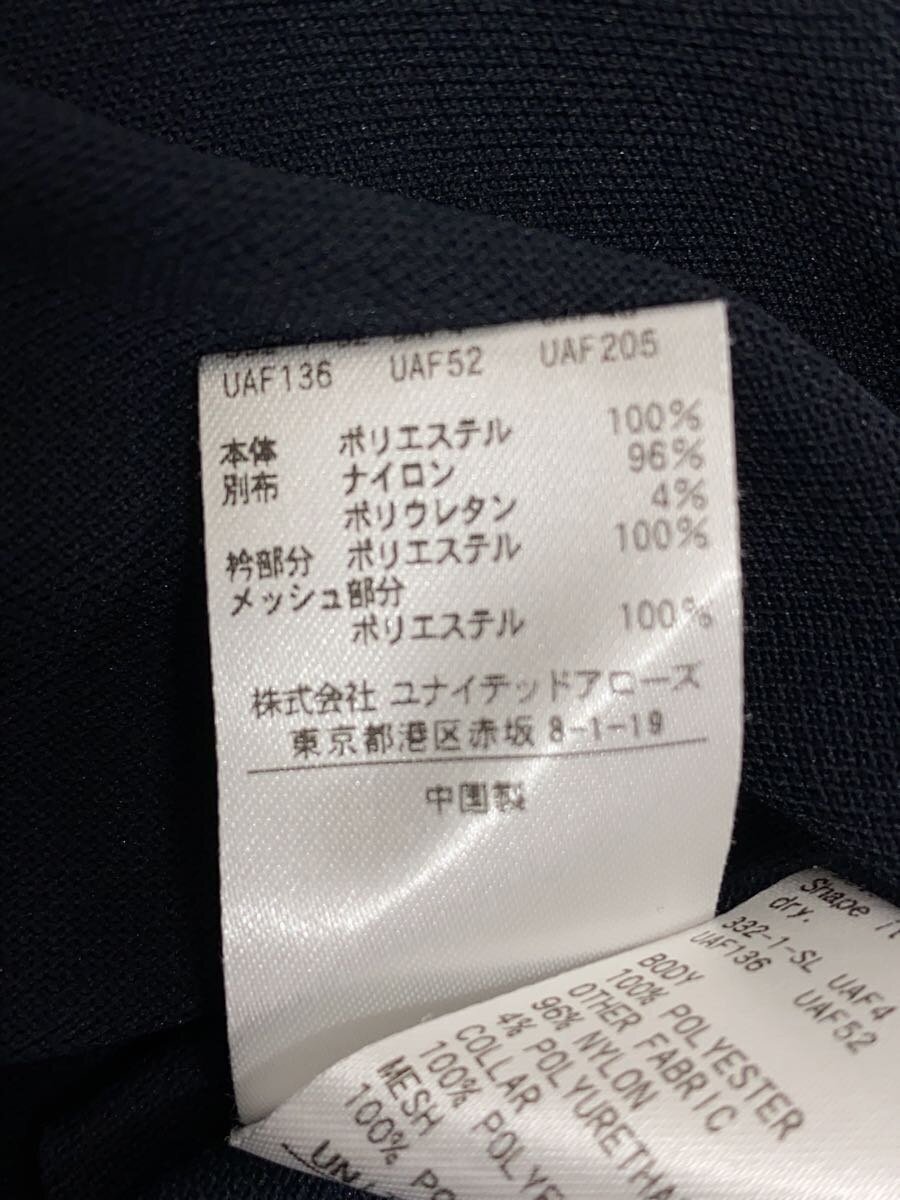 UAF136 UAF52 UAF205
本体 ポリエステル 100%
別布 ナイロン 96%
ポリウレタン 4%
衿部分 ポリエステル 100%
メッシュ部分
ポリエステル 100%
株式会社 ユナイテッドアローズ
東京都港区赤坂 8-1-19
中国製
Shape
dry.
332-1-SL UAF4
UAF136 UAF52
BODY
100% POLYESTER
OTHER FABRIC
96% NYLON
4% POLYURETHA
COLLAR
100% POLYE
MESH
100% PO